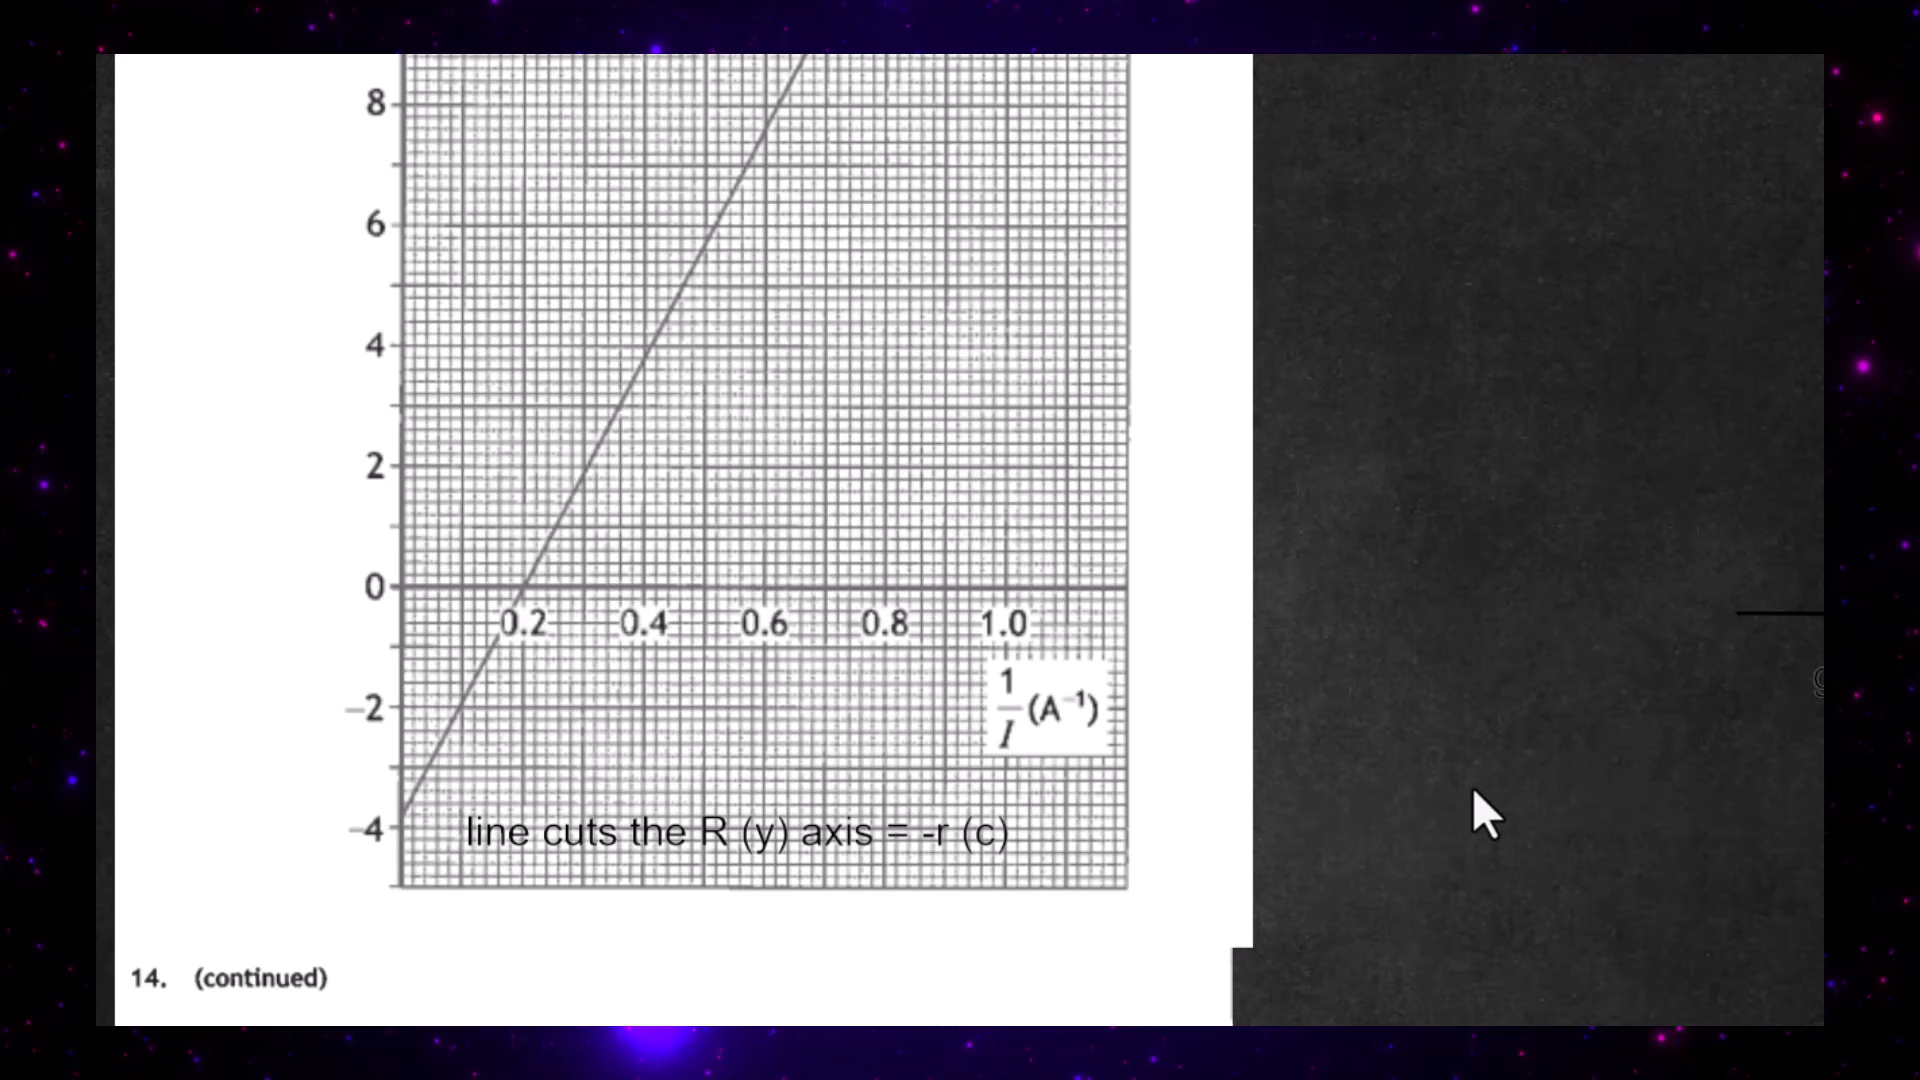 8
6
4
2
0
0.2 0.4 0.6 0.8 1.0
1
I
(A⁻¹)
−2
−4
line cuts the R (y) axis = -r (c)
14. (continued)